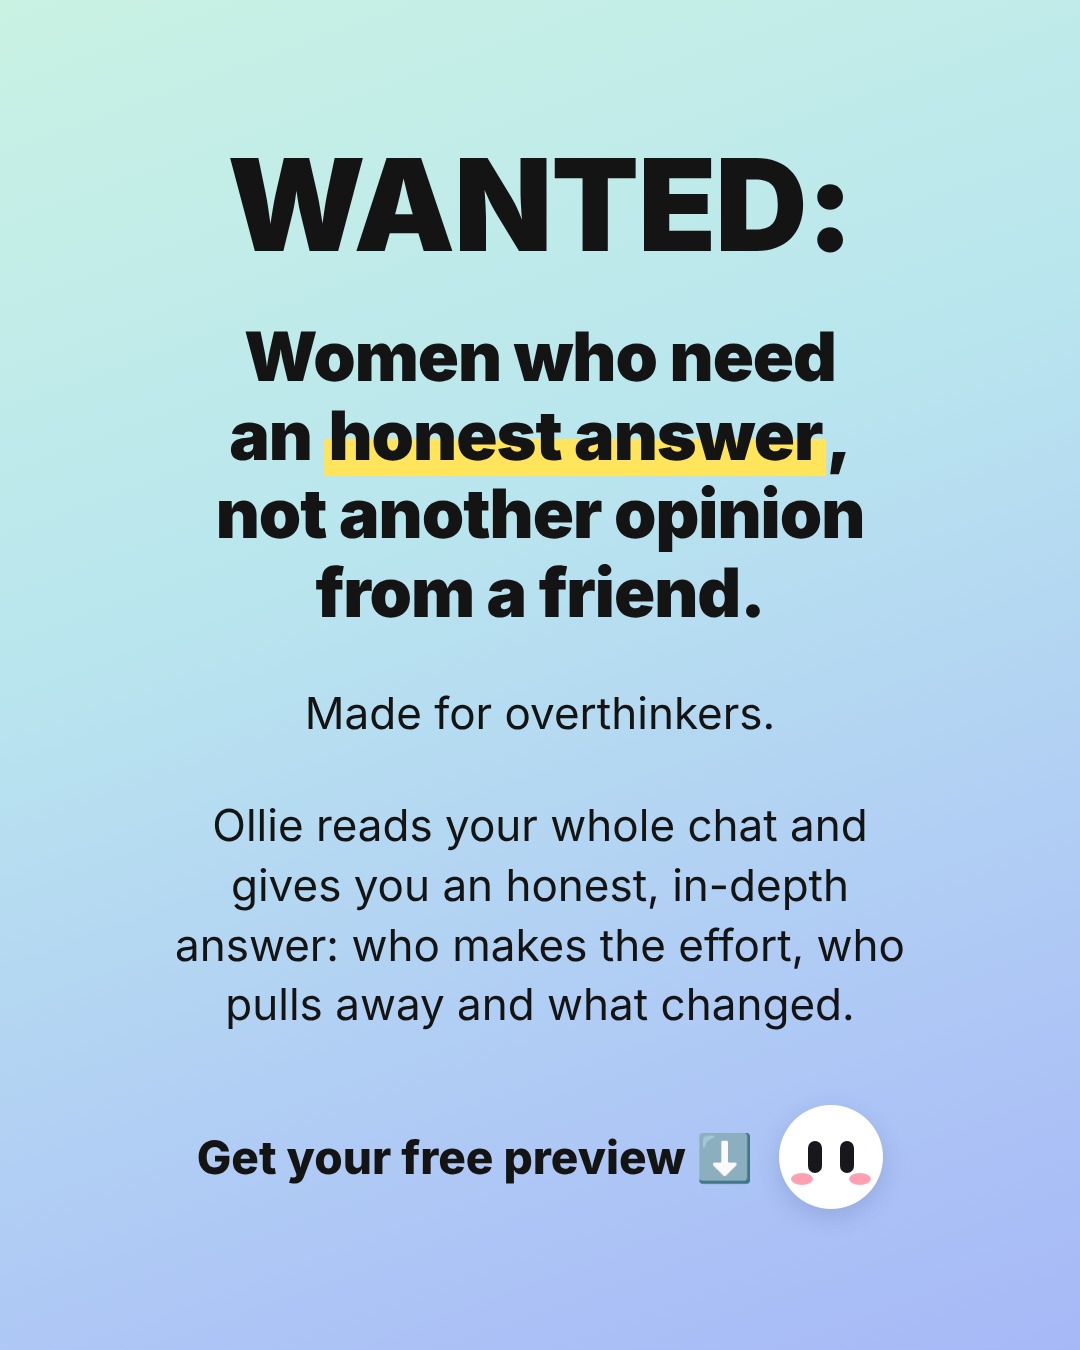 WANTED:
Women who need
an honest answer,
not another opinion
from a friend.
Made for overthinkers.
Ollie reads your whole chat and
gives you an honest, in-depth
answer: who makes the effort, who
pulls away and what changed.
Get your free preview ⬇️